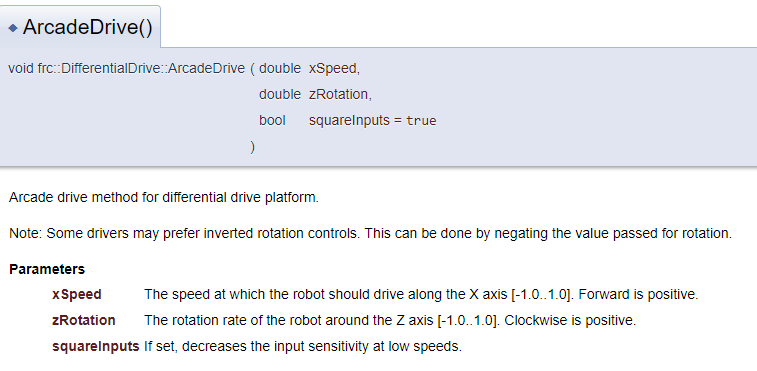 ArcadeDrive()
void frc::DifferentialDrive::ArcadeDrive ( double xSpeed,
double zRotation,
bool squareInputs = true
)
Arcade drive method for differential drive platform.
Note: Some drivers may prefer inverted rotation controls. This can be done by negating the value passed for rotation.
Parameters
xSpeed The speed at which the robot should drive along the X axis [-1.0..1.0]. Forward is positive.
zRotation The rotation rate of the robot around the Z axis [-1.0..1.0]. Clockwise is positive.
squareInputs If set, decreases the input sensitivity at low speeds.